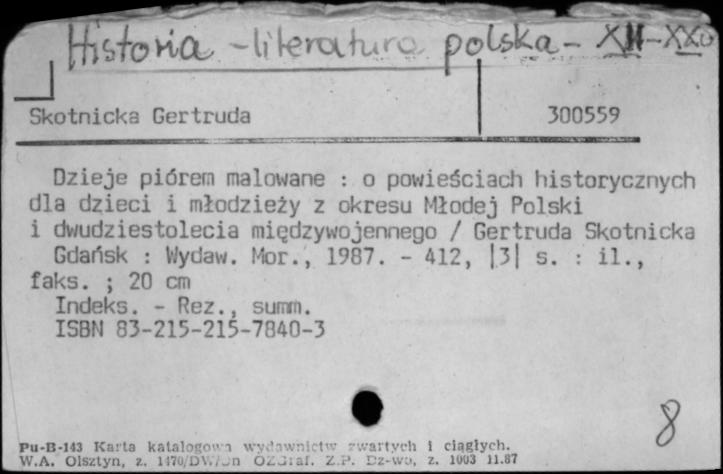 Historia - literatura polska - XII-XXw
Skotnicka Gertruda 300559
Dzieje piórem malowane : o powieściach historycznych
dla dzieci i młodzieży z okresu Młodej Polski
i dwudziestolecia międzywojennego / Gertruda Skotnicka
Gdańsk : Wydaw. Mor., 1987. - 412, |3| s. : il.,
faks. ; 20 cm
Indeks. - Rez., summ.
ISBN 83-215-215-7840-3
8
Pu-B-143 Karta katalogowa wydawnictw zwartych i ciągłych.
W.A. Olsztyn, z. 1470/DW/Jn OZGraf. Z.P. Dz-wo, z. 1003 11.87